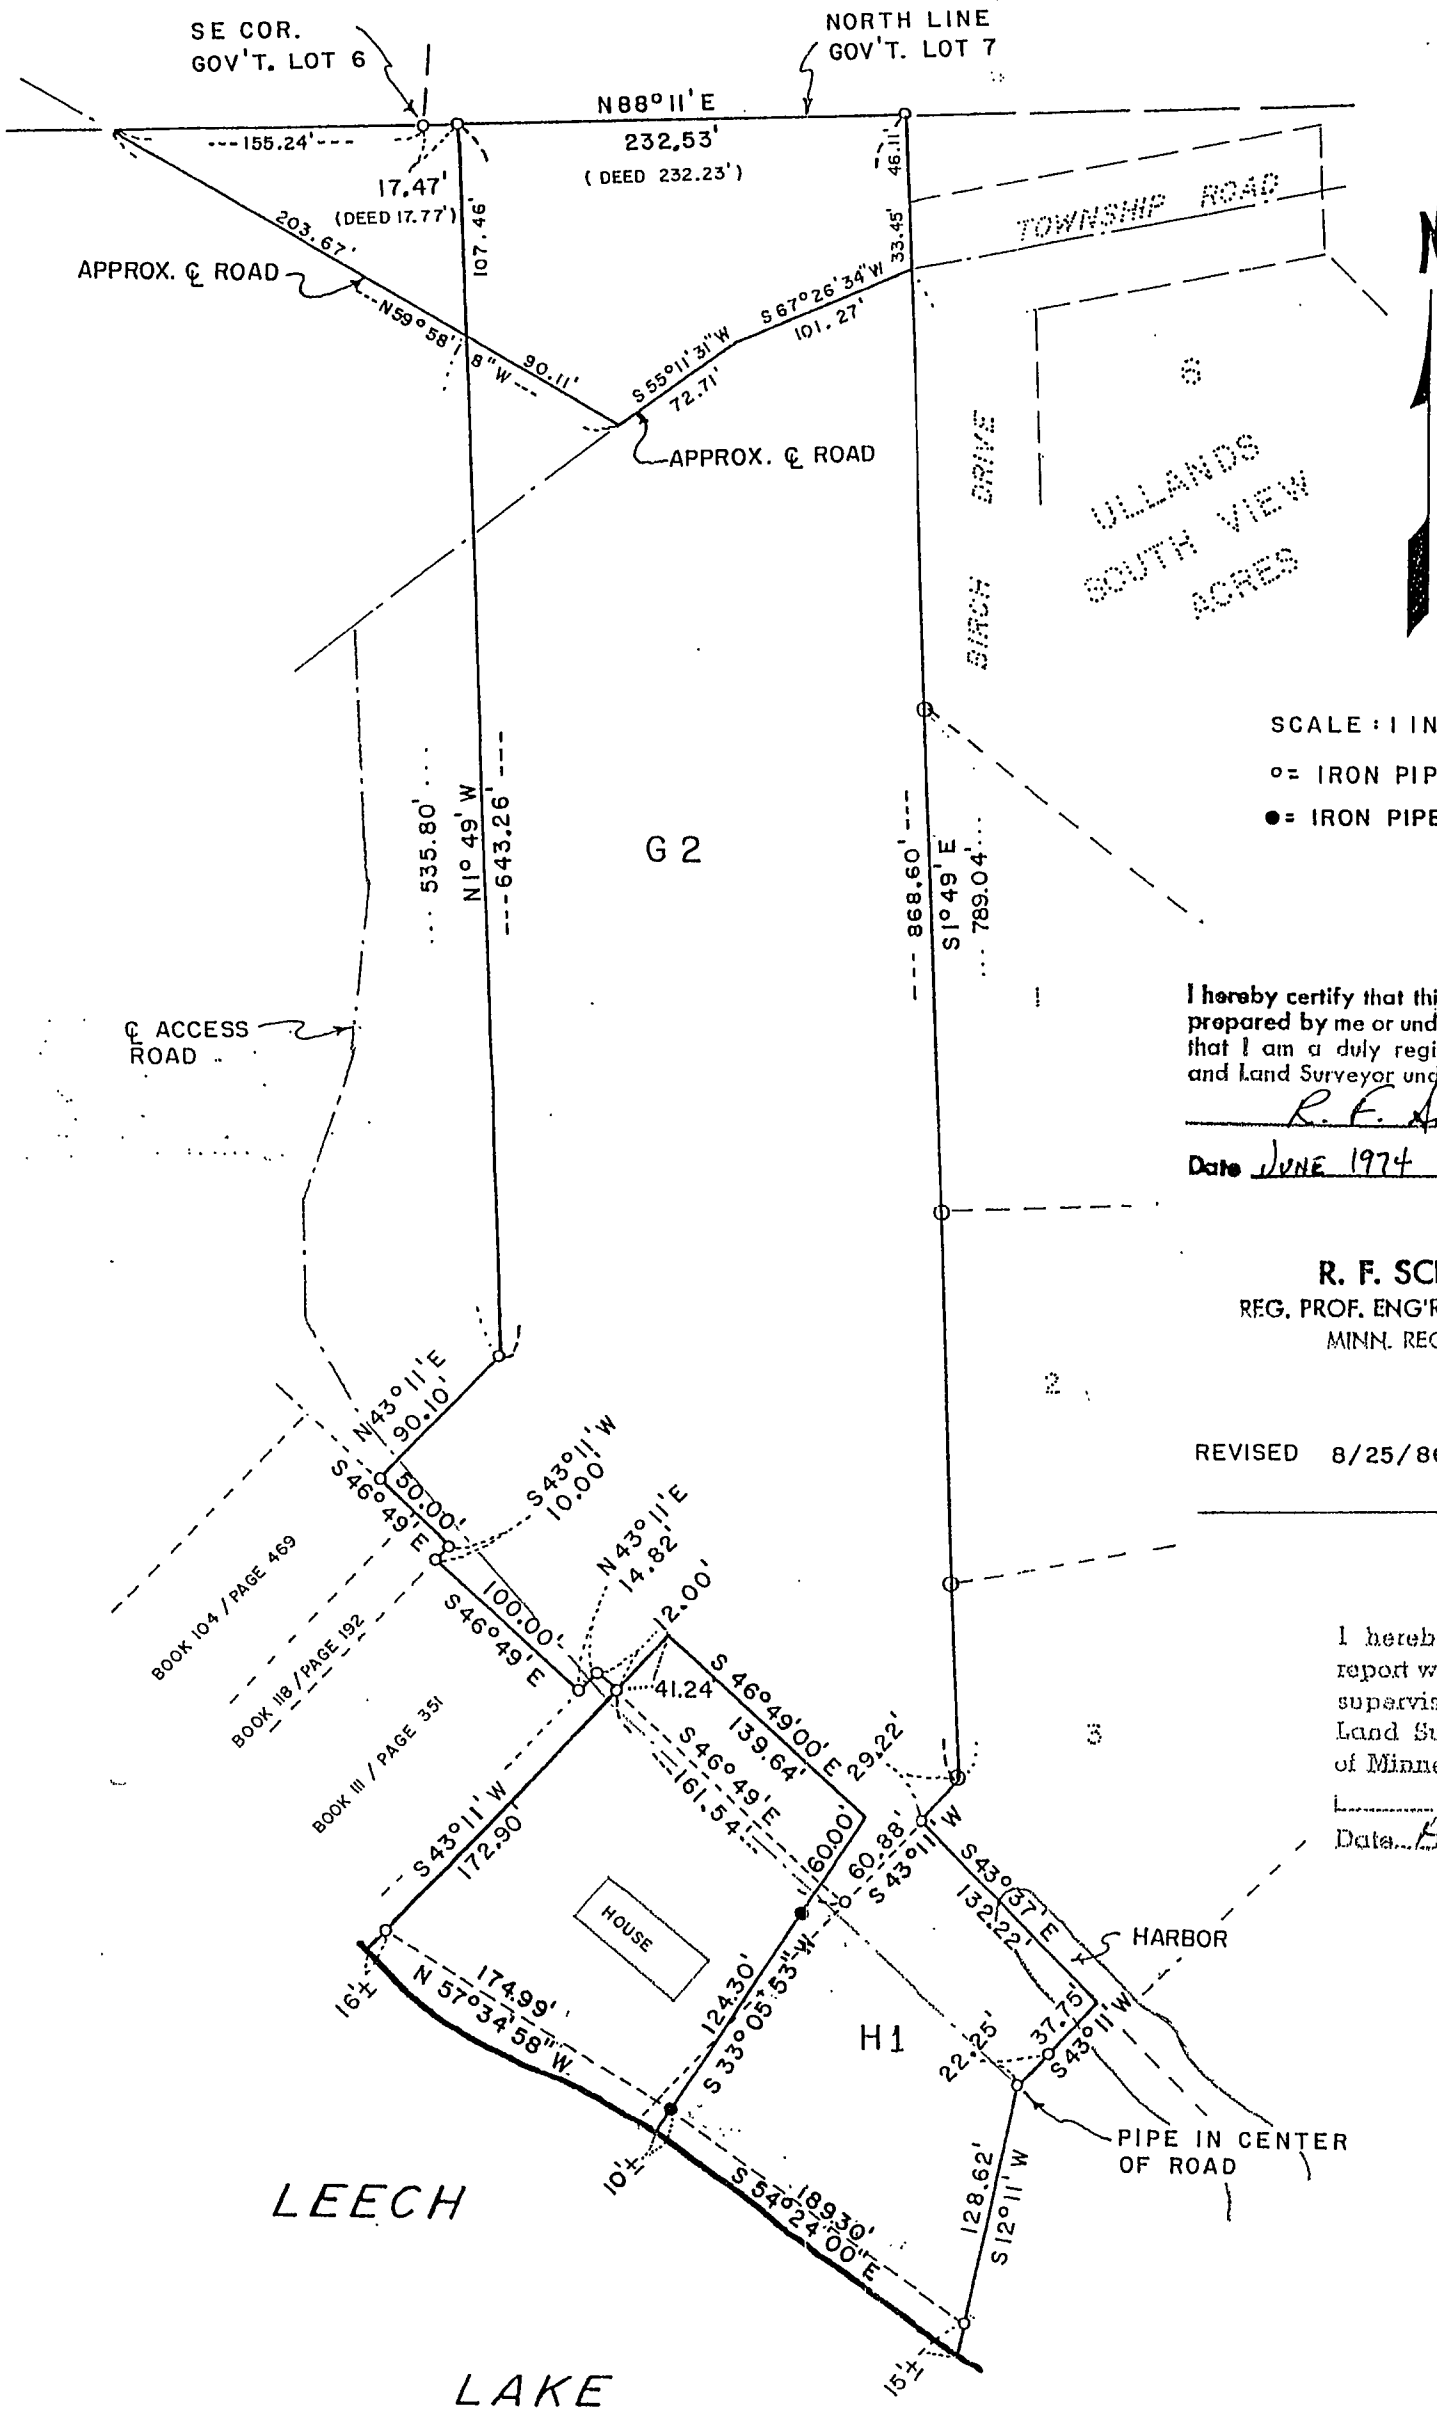 SE COR.
GOV'T. LOT 6
NORTH LINE
GOV'T. LOT 7
N88°11'E
155.24'
232.53'
(DEED 232.23')
17.47'
(DEED 17.77')
46.11'
33.45'
107.46'
203.67'
TOWNSHIP ROAD
APPROX. ℄ ROAD
N59°58'18"W
90.11'
S67°26'34"W
101.27'
S55°11'31"W
72.71'
APPROX. ℄ ROAD
6
BIRCH DRIVE
ULLANDS
SOUTH VIEW
ACRES
SCALE : 1 IN
o= IRON PIP
●= IRON PIPE
535.80'
N1°49'W
643.26'
G2
868.60'
S1°49'E
789.04'
1
℄ ACCESS
ROAD
I hereby certify that thi
prepared by me or und
that I am a duly regi
and Land Surveyor und
R. F.
Date JUNE 1974
R. F. SC
REG. PROF. ENG'R
MINN. REG
2
REVISED 8/25/8
N43°11'E
90.10'
50.00'
S46°49'E
S43°11'W
10.00'
N43°11'E
14.82'
12.00'
100.00'
S46°49'E
BOOK 104 / PAGE 469
BOOK 118 / PAGE 192
BOOK 111 / PAGE 351
41.24'
S46°49'00"E
139.64'
S46°49'E
161.54'
29.22'
3
I hereb
report w
supervis
Land Su
of Minne
Date
S43°11'W
172.90'
60.00'
60.88'
S43°11'W
S43°37'E
132.22'
HARBOR
HOUSE
124.30'
S33°05'53"W
H1
37.75'
S43°11'W
22.25'
16'±
174.99'
N57°34'58"W
PIPE IN CENTER
OF ROAD
10'±
189.30'
S54°24'00"E
128.62'
S12°11'W
15'±
LEECH
LAKE